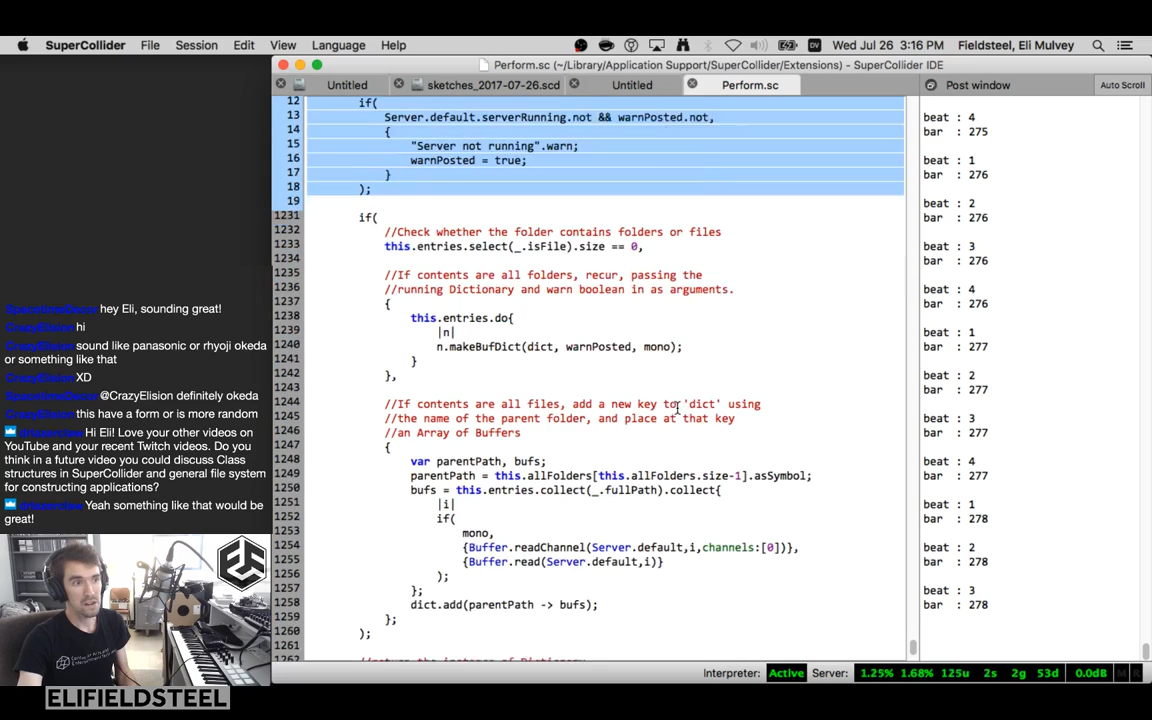 SuperCollider File Session Edit View Language Help Wed Jul 26 3:16 PM Fieldsteel, Eli Mulvey
Perform.sc (~/Library/Application Support/SuperCollider/Extensions) - SuperCollider IDE
Untitled sketches_2017-07-26.scd Untitled Perform.sc Post window Auto Scroll
12 if(
13 Server.default.serverRunning.not && warnPosted.not,
14 {
15 "Server not running".warn;
16 warnPosted = true;
17 }
18 );
19
1231 if(
1232 //Check whether the folder contains folders or files
1233 this.entries.select(_.isFile).size == 0,
1234
1235 //If contents are all folders, recur, passing the
1236 //running Dictionary and warn boolean in as arguments.
1237 {
1238 this.entries.do{
1239 |n|
1240 n.makeBufDict(dict, warnPosted, mono);
1241 }
1242 },
1243
1244 //If contents are all files, add a new key to 'dict' using
1245 //the name of the parent folder, and place at that key
1246 //an Array of Buffers
1247 {
1248 var parentPath, bufs;
1249 parentPath = this.allFolders[this.allFolders.size-1].asSymbol;
1250 bufs = this.entries.collect(_.fullPath).collect{
1251 |i|
1252 if(
1253 mono,
1254 {Buffer.readChannel(Server.default,i,channels:[0])},
1255 {Buffer.read(Server.default,i)}
1256 );
1257 };
1258 dict.add(parentPath -> bufs);
1259 };
1260 );
1261
1262 //return the instance of Dictionary
beat : 4
bar : 275
beat : 1
bar : 276
beat : 2
bar : 276
beat : 3
bar : 276
beat : 4
bar : 276
beat : 1
bar : 277
beat : 2
bar : 277
beat : 3
bar : 277
beat : 4
bar : 277
beat : 1
bar : 278
beat : 2
bar : 278
beat : 3
bar : 278
hey Eli, sounding great!
CrazyElision hi
CrazyElision
sound like panasonic or rhyoji okeda
or something like that
CrazyElision XD
@CrazyElision definitely okeda
CrazyElision
this have a form or is more random
Hi Eli! Love your other videos on
YouTube and your recent Twitch videos. Do you
think in a future video you could discuss Class
structures in SuperCollider and general file system
for constructing applications?
Yeah something like that would be
great!
ELIFIELDSTEEL
Interpreter: Active Server: 1.25% 1.68% 125u 2s 2g 53d 0.0dB M R